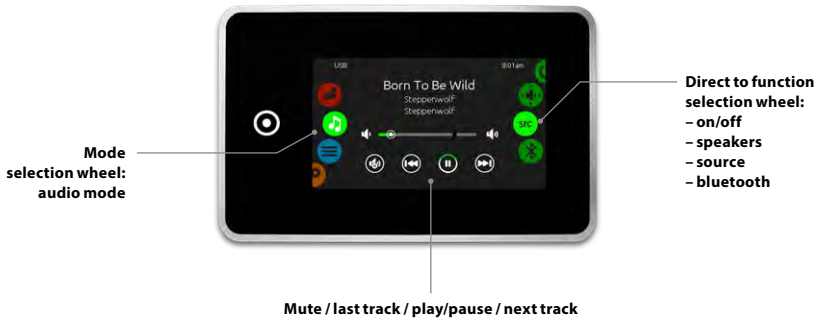 USB
8:01am
Born To Be Wild
Steppenwolf
Steppenwolf
src
Mode
selection wheel:
audio mode
Direct to function
selection wheel:
– on/off
– speakers
– source
– bluetooth
Mute / last track / play/pause / next track